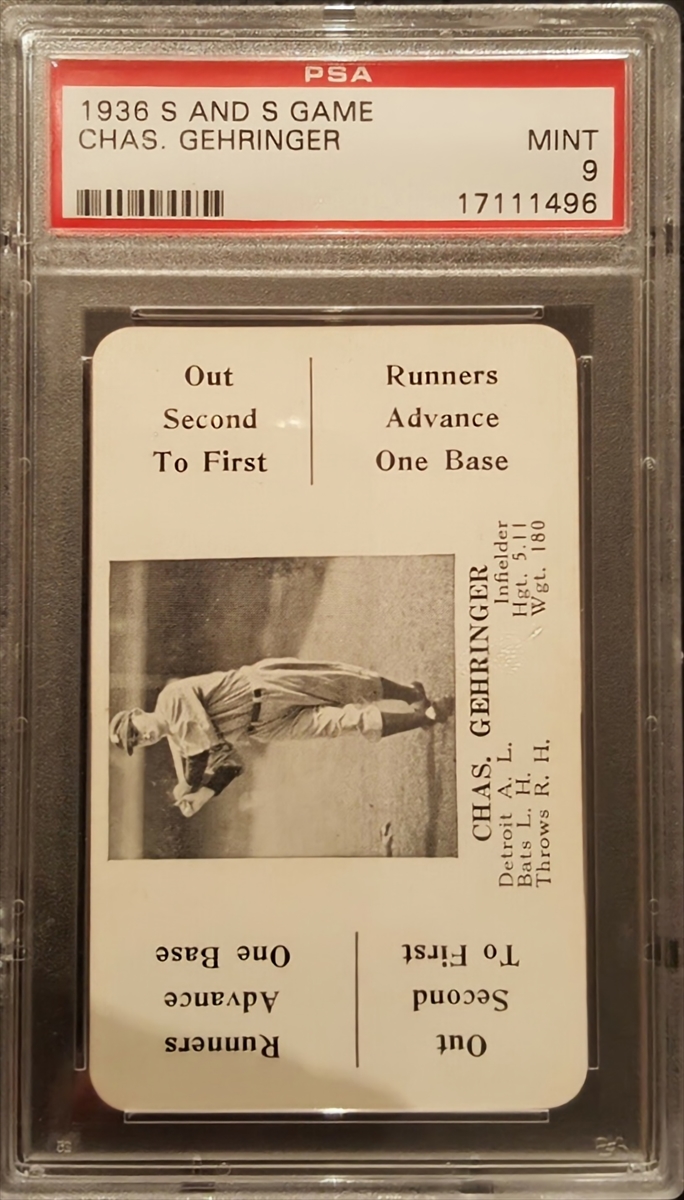 PSA
1936 S AND S GAME
CHAS. GEHRINGER
MINT
9
17111496
Out
Second
To First
Runners
Advance
One Base
CHAS. GEHRINGER
Detroit A. L.
Infielder
Bats L. H.
Hgt. 5.11
Throws R. H.
Wgt. 180
Out
Second
To First
Runners
Advance
One Base